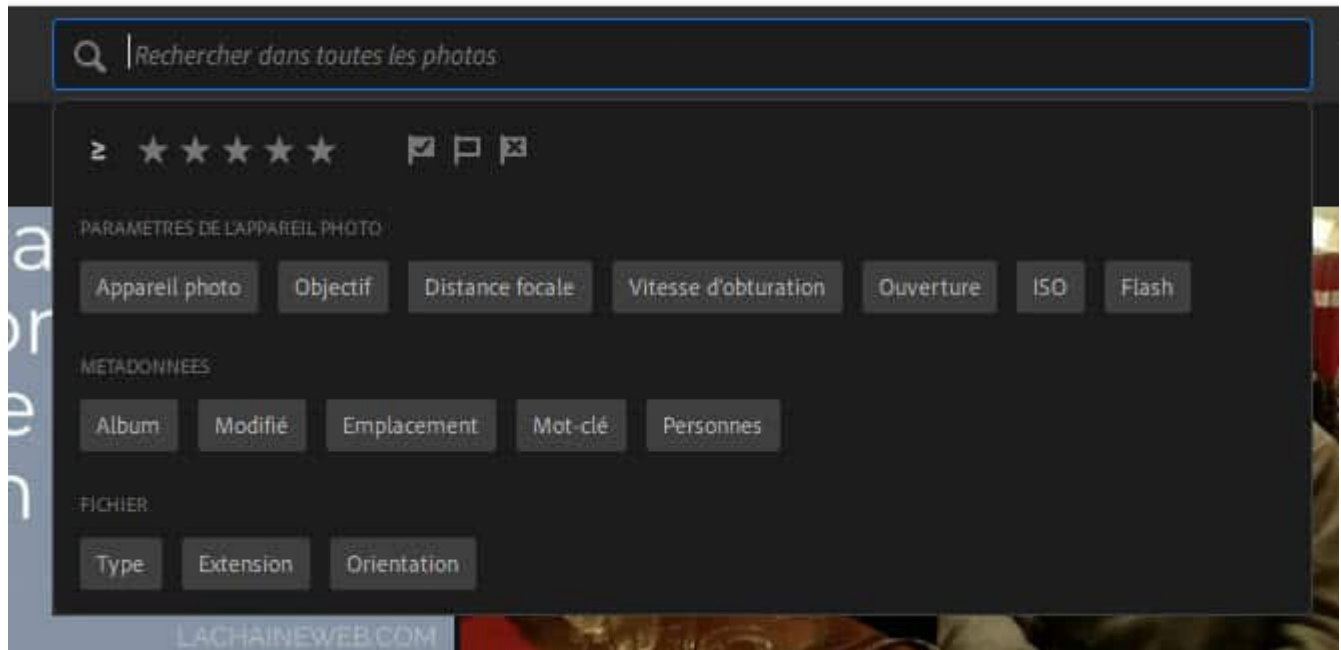 Rechercher dans toutes les photos
≥
PARAMETRES DE L'APPAREIL PHOTO
Appareil photo Objectif Distance focale Vitesse d'obturation Ouverture ISO Flash
METADONNEES
Album Modifié Emplacement Mot-clé Personnes
FICHIER
Type Extension Orientation
LACHAINEWEB.COM